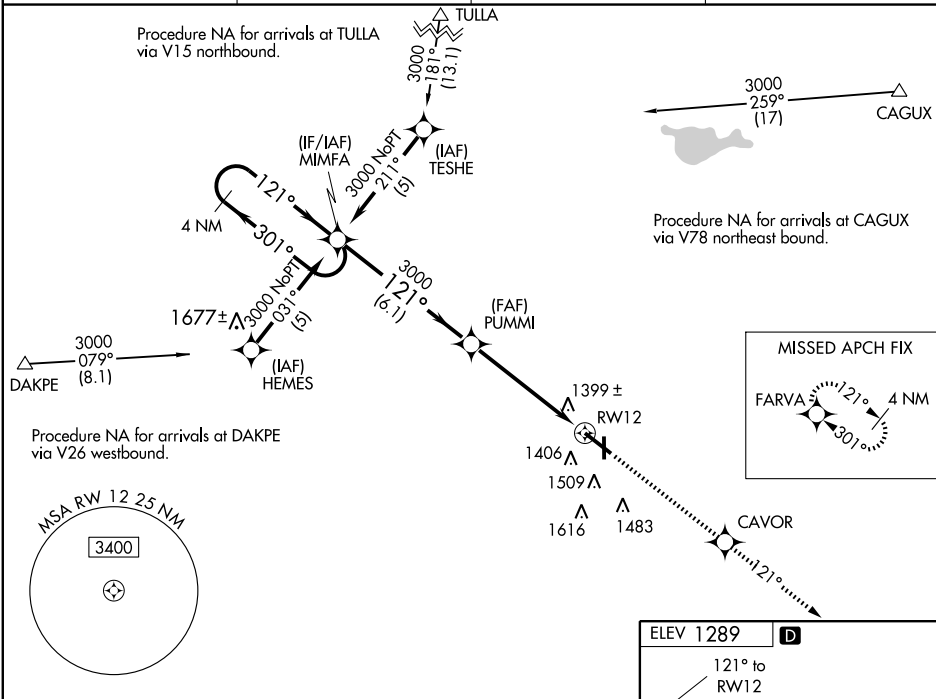 TULLA
Procedure NA for arrivals at TULLA
via V15 northbound.
3000
181°
(13.1)
3000
259°
(17)
CAGUX
(IF/IAF)
MIMFA
3000 NoPT
211°
(5)
(IAF)
TESHE
121°
4 NM
301°
Procedure NA for arrivals at CAGUX
via V78 northeast bound.
3000
121°
(6.1)
(FAF)
PUMMI
3000 NoPT
031°
(5)
1677±
(IAF)
HEMES
3000
079°
(8.1)
DAKPE
MISSED APCH FIX
FARVA
121°
4 NM
301°
1399 ±
RW12
1406
1509
1616
1483
Procedure NA for arrivals at DAKPE
via V26 westbound.
MSA RW 12 25 NM
3400
CAVOR
121°
ELEV 1289 D
121° to
RW12